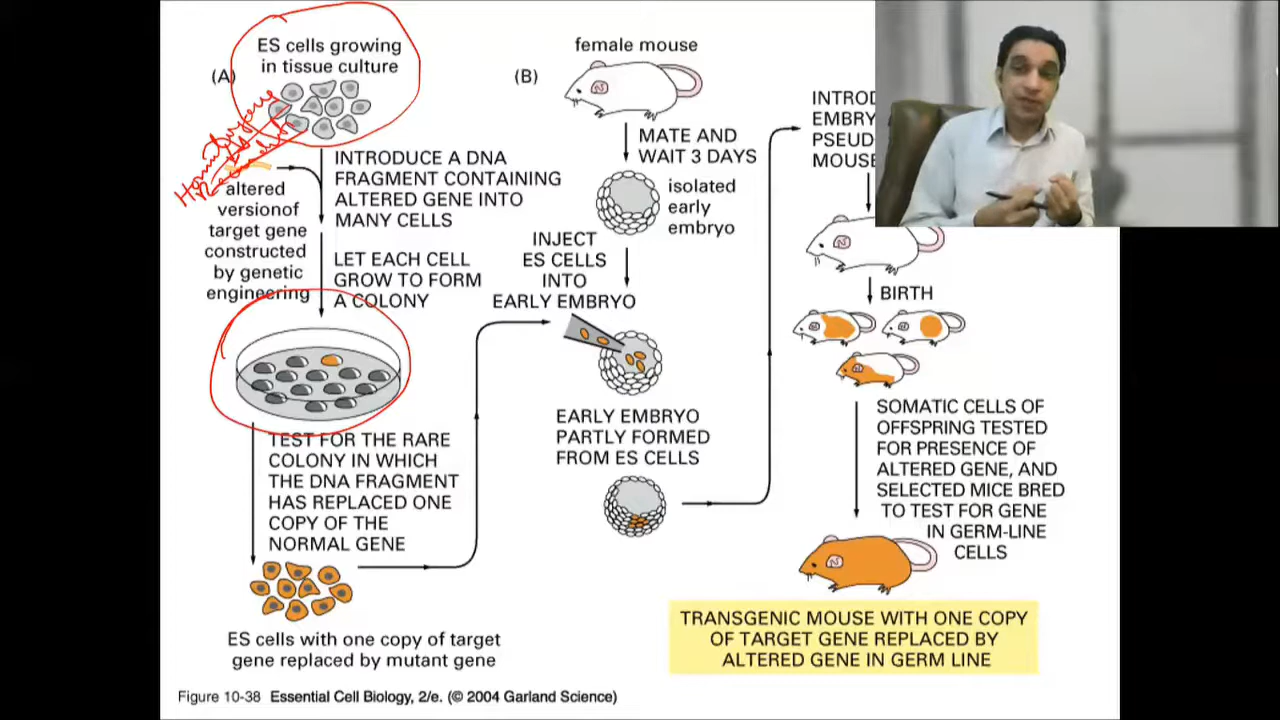 ES cells growing
in tissue culture
(A)
Homologous
Recombi
altered
versionof
target gene
constructed
by genetic
engineering
INTRODUCE A DNA
FRAGMENT CONTAINING
ALTERED GENE INTO
MANY CELLS
LET EACH CELL
GROW TO FORM
A COLONY
TEST FOR THE RARE
COLONY IN WHICH
THE DNA FRAGMENT
HAS REPLACED ONE
COPY OF THE
NORMAL GENE
ES cells with one copy of target
gene replaced by mutant gene
(B)
female mouse
MATE AND
WAIT 3 DAYS
isolated
early
embryo
INJECT
ES CELLS
INTO
EARLY EMBRYO
EARLY EMBRYO
PARTLY FORMED
FROM ES CELLS
INTROD
EMBRY
PSEUD
MOUSE
BIRTH
SOMATIC CELLS OF
OFFSPRING TESTED
FOR PRESENCE OF
ALTERED GENE, AND
SELECTED MICE BRED
TO TEST FOR GENE
IN GERM-LINE
CELLS
TRANSGENIC MOUSE WITH ONE COPY
OF TARGET GENE REPLACED BY
ALTERED GENE IN GERM LINE
Figure 10-38 Essential Cell Biology, 2/e. (© 2004 Garland Science)